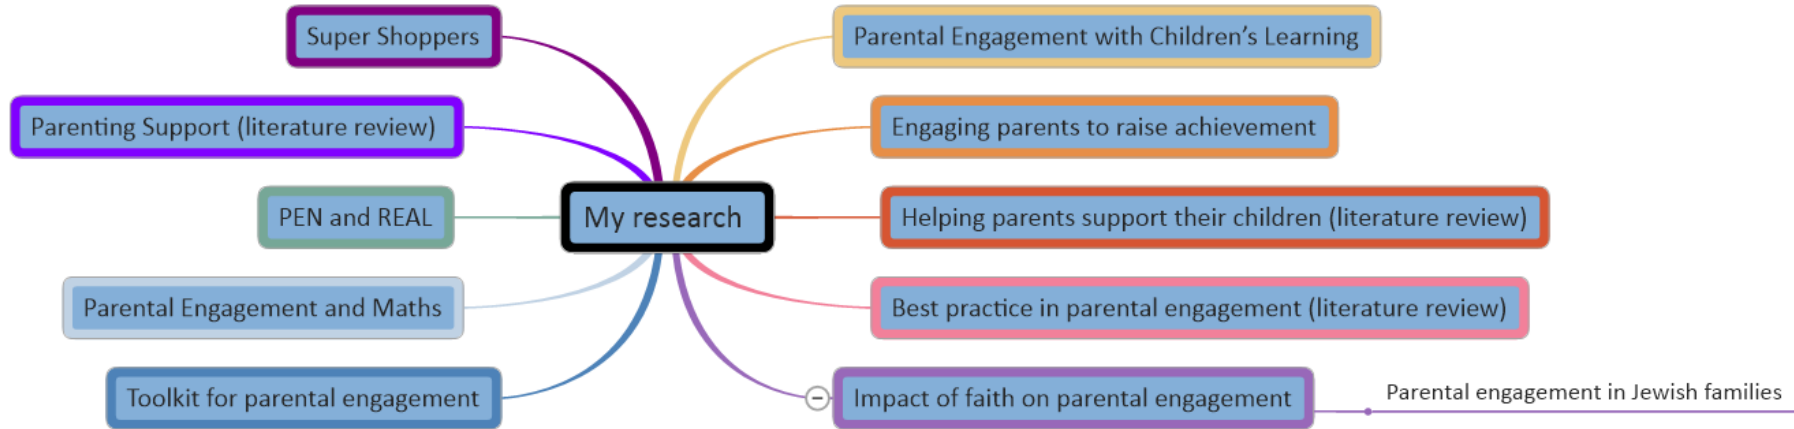 Super Shoppers
Parental Engagement with Children’s Learning
Parenting Support (literature review)
Engaging parents to raise achievement
PEN and REAL
My research
Helping parents support their children (literature review)
Parental Engagement and Maths
Best practice in parental engagement (literature review)
Toolkit for parental engagement
Impact of faith on parental engagement
Parental engagement in Jewish families